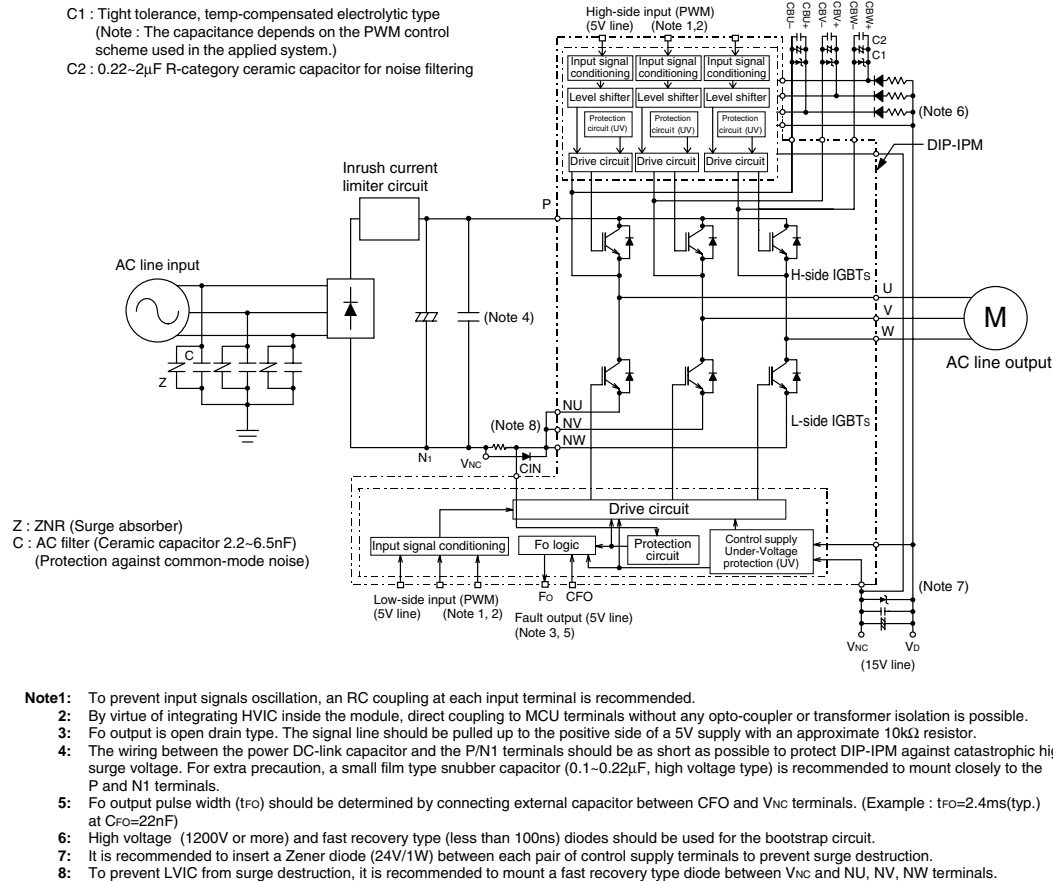 C1 : Tight tolerance, temp-compensated electrolytic type
(Note : The capacitance depends on the PWM control
scheme used in the applied system.)
C2 : 0.22~2μF R-category ceramic capacitor for noise filtering
High-side input (PWM)
(5V line) (Note 1,2)
CBU–
CBU+
CBV–
CBV+
CBW–
CBW+
C2
C1
Input signal conditioning
Input signal conditioning
Input signal conditioning
Level shifter
Level shifter
Level shifter
Protection circuit (UV)
Protection circuit (UV)
Protection circuit (UV)
Drive circuit
Drive circuit
Drive circuit
(Note 6)
DIP-IPM
Inrush current
limiter circuit
P
AC line input
H-side IGBTs
U
V
W
M
AC line output
(Note 4)
C
Z
NU
NV
NW
(Note 8)
L-side IGBTs
N1
VNC
CIN
Z : ZNR (Surge absorber)
C : AC filter (Ceramic capacitor 2.2~6.5nF)
(Protection against common-mode noise)
Drive circuit
Input signal conditioning
Fo logic
Protection
circuit
Control supply
Under-Voltage
protection (UV)
Low-side input (PWM)
(5V line) (Note 1, 2)
FO CFO
Fault output (5V line)
(Note 3, 5)
(Note 7)
VNC VD
(15V line)
Note1: To prevent input signals oscillation, an RC coupling at each input terminal is recommended.
2: By virtue of integrating HVIC inside the module, direct coupling to MCU terminals without any opto-coupler or transformer isolation is possible.
3: Fo output is open drain type. The signal line should be pulled up to the positive side of a 5V supply with an approximate 10kΩ resistor.
4: The wiring between the power DC-link capacitor and the P/N1 terminals should be as short as possible to protect DIP-IPM against catastrophic hi
surge voltage. For extra precaution, a small film type snubber capacitor (0.1~0.22μF, high voltage type) is recommended to mount closely to the
P and N1 terminals.
5: Fo output pulse width (tFO) should be determined by connecting external capacitor between CFO and VNC terminals. (Example : tFO=2.4ms(typ.)
at CFO=22nF)
6: High voltage (1200V or more) and fast recovery type (less than 100ns) diodes should be used for the bootstrap circuit.
7: It is recommended to insert a Zener diode (24V/1W) between each pair of control supply terminals to prevent surge destruction.
8: To prevent LVIC from surge destruction, it is recommended to mount a fast recovery type diode between VNC and NU, NV, NW terminals.